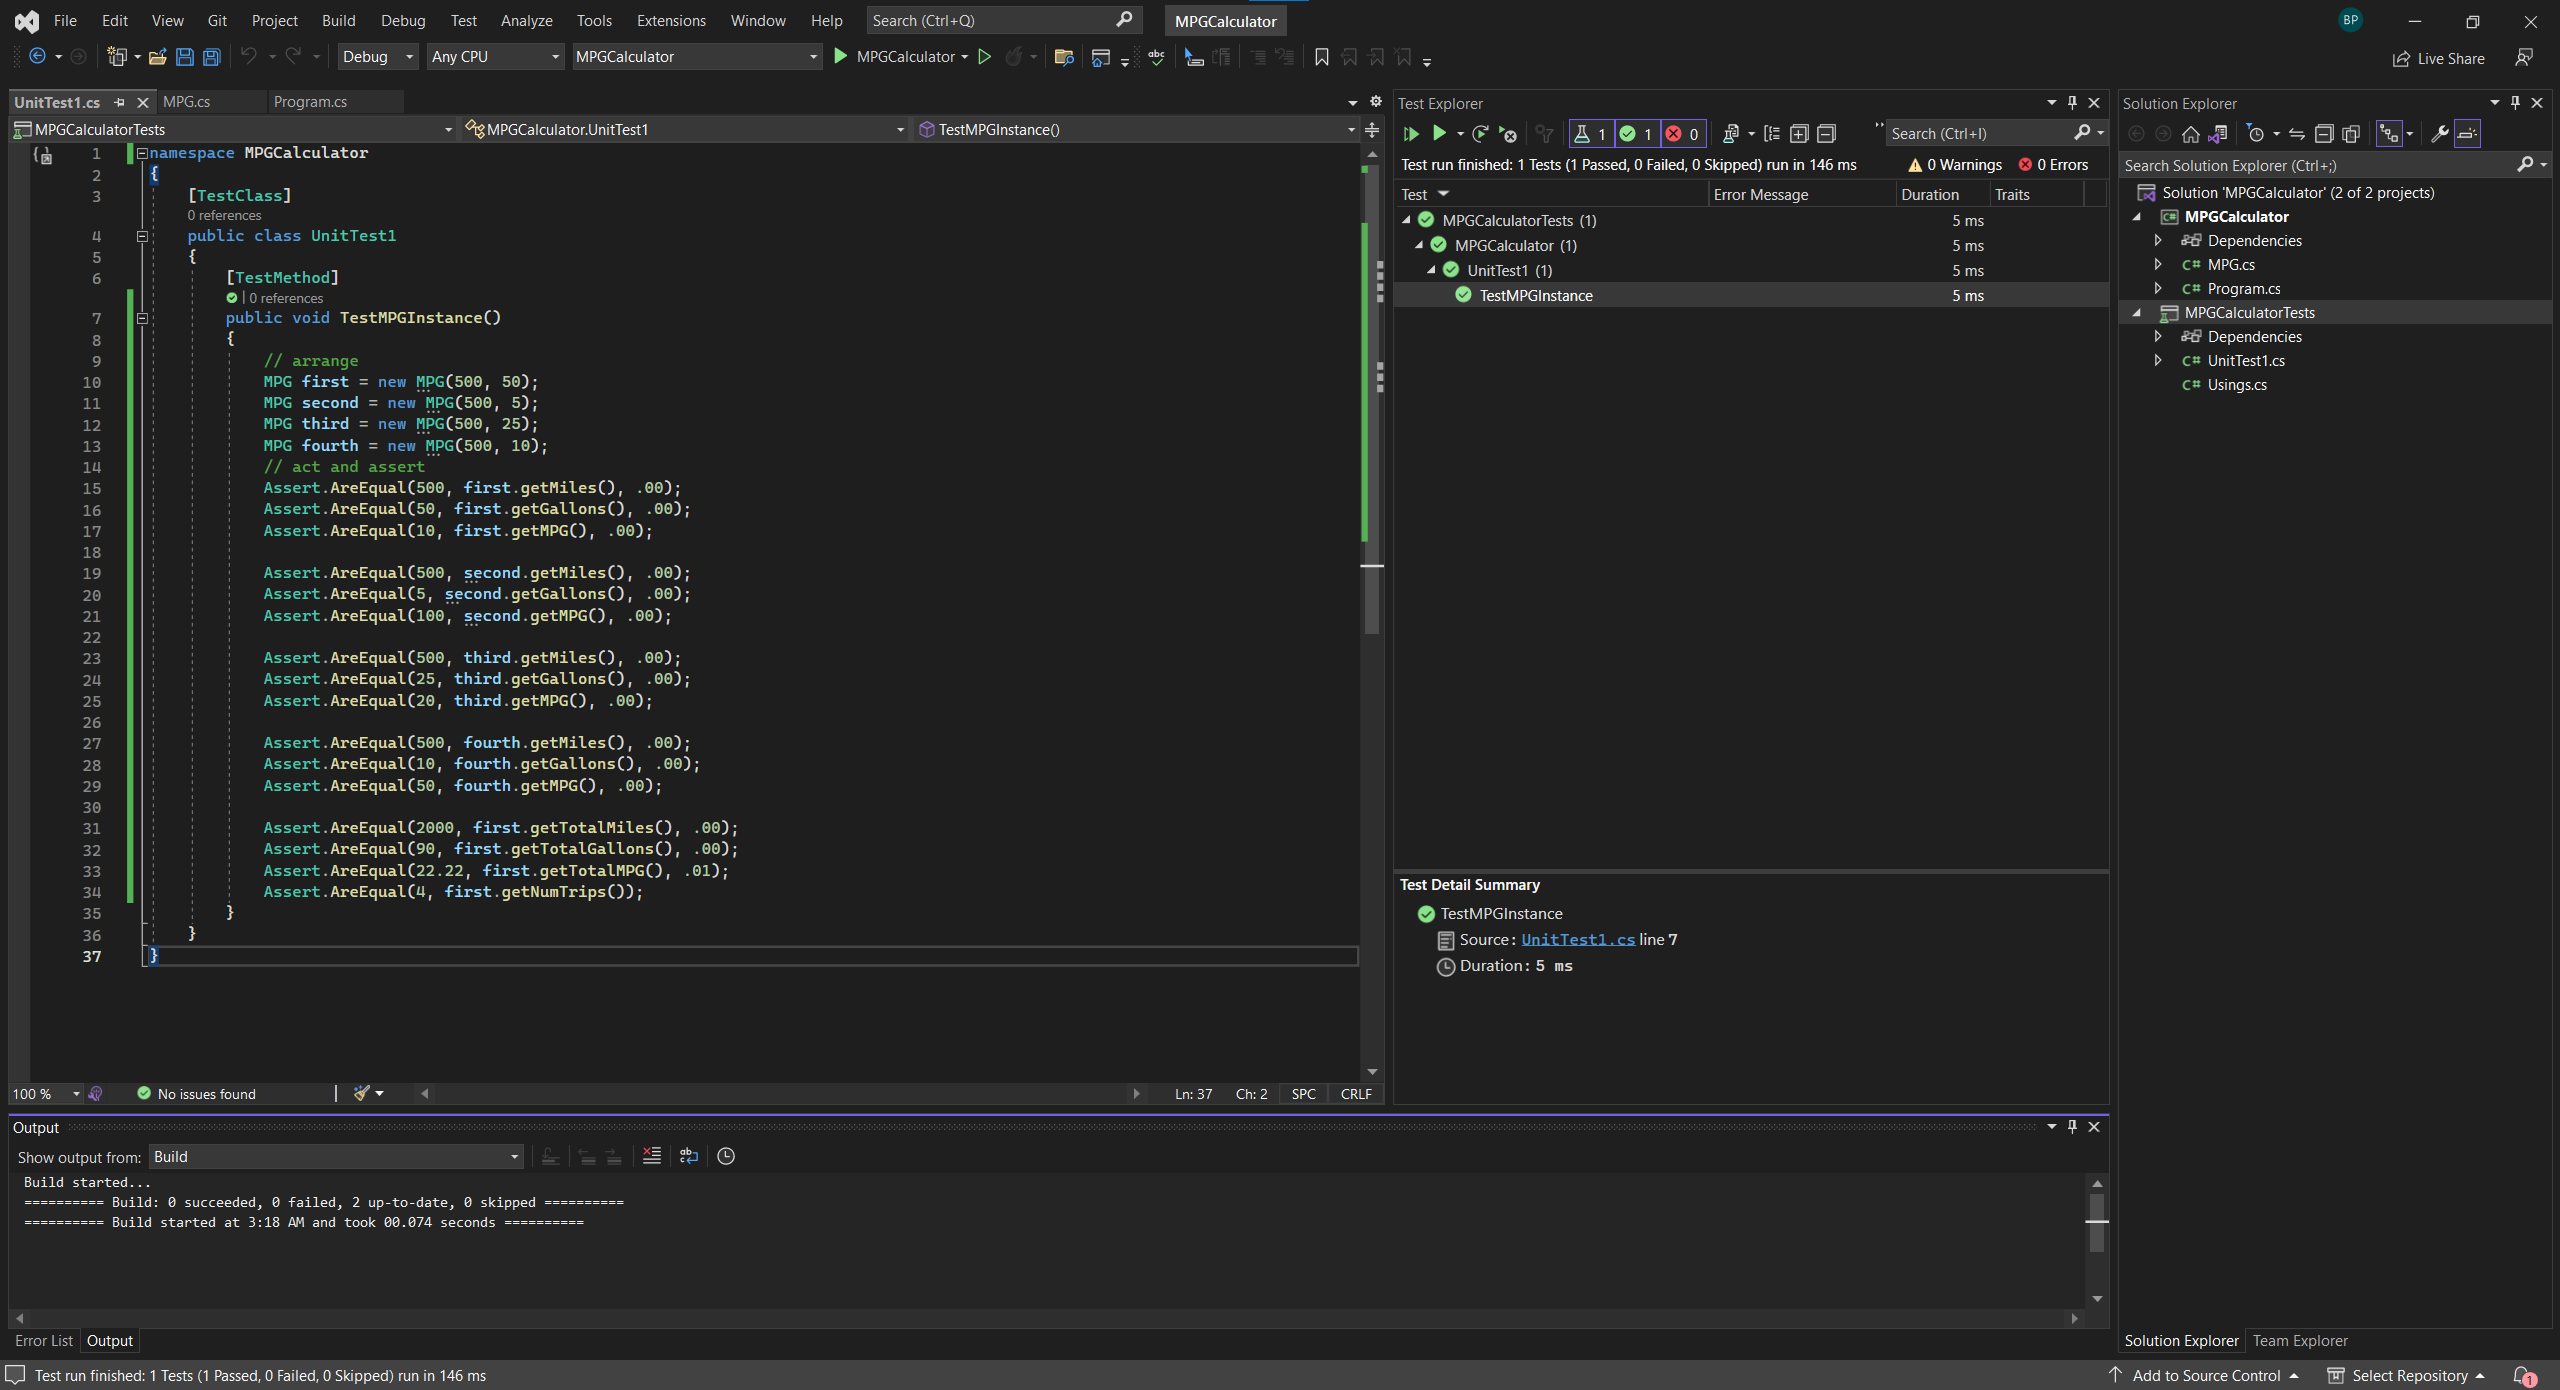 File Edit View Git Project Build Debug Test Analyze Tools Extensions Window Help Search (Ctrl+Q) MPGCalculator BP
Debug Any CPU MPGCalculator MPGCalculator Live Share
UnitTest1.cs MPG.cs Program.cs
MPGCalculatorTests MPGCalculator.UnitTest1 TestMPGInstance()
1 namespace MPGCalculator
2 {
3 [TestClass]
0 references
4 public class UnitTest1
5 {
6 [TestMethod]
| 0 references
7 public void TestMPGInstance()
8 {
9 // arrange
10 MPG first = new MPG(500, 50);
11 MPG second = new MPG(500, 5);
12 MPG third = new MPG(500, 25);
13 MPG fourth = new MPG(500, 10);
14 // act and assert
15 Assert.AreEqual(500, first.getMiles(), .00);
16 Assert.AreEqual(50, first.getGallons(), .00);
17 Assert.AreEqual(10, first.getMPG(), .00);
18
19 Assert.AreEqual(500, second.getMiles(), .00);
20 Assert.AreEqual(5, second.getGallons(), .00);
21 Assert.AreEqual(100, second.getMPG(), .00);
22
23 Assert.AreEqual(500, third.getMiles(), .00);
24 Assert.AreEqual(25, third.getGallons(), .00);
25 Assert.AreEqual(20, third.getMPG(), .00);
26
27 Assert.AreEqual(500, fourth.getMiles(), .00);
28 Assert.AreEqual(10, fourth.getGallons(), .00);
29 Assert.AreEqual(50, fourth.getMPG(), .00);
30
31 Assert.AreEqual(2000, first.getTotalMiles(), .00);
32 Assert.AreEqual(90, first.getTotalGallons(), .00);
33 Assert.AreEqual(22.22, first.getTotalMPG(), .01);
34 Assert.AreEqual(4, first.getNumTrips());
35 }
36 }
37 }
100 % No issues found Ln: 37 Ch: 2 SPC CRLF
Test Explorer
1 1 0 Search (Ctrl+I)
Test run finished: 1 Tests (1 Passed, 0 Failed, 0 Skipped) run in 146 ms 0 Warnings 0 Errors
Test Error Message Duration Traits
MPGCalculatorTests (1) 5 ms
MPGCalculator (1) 5 ms
UnitTest1 (1) 5 ms
TestMPGInstance 5 ms
Test Detail Summary
TestMPGInstance
Source: UnitTest1.cs line 7
Duration: 5 ms
Solution Explorer
Search Solution Explorer (Ctrl+;)
Solution 'MPGCalculator' (2 of 2 projects)
MPGCalculator
Dependencies
C# MPG.cs
C# Program.cs
MPGCalculatorTests
Dependencies
C# UnitTest1.cs
C# Usings.cs
Output
Show output from: Build
Build started...
========== Build: 0 succeeded, 0 failed, 2 up-to-date, 0 skipped ==========
========== Build started at 3:18 AM and took 00.074 seconds ==========
Error List Output
Solution Explorer Team Explorer
Test run finished: 1 Tests (1 Passed, 0 Failed, 0 Skipped) run in 146 ms Add to Source Control Select Repository 1